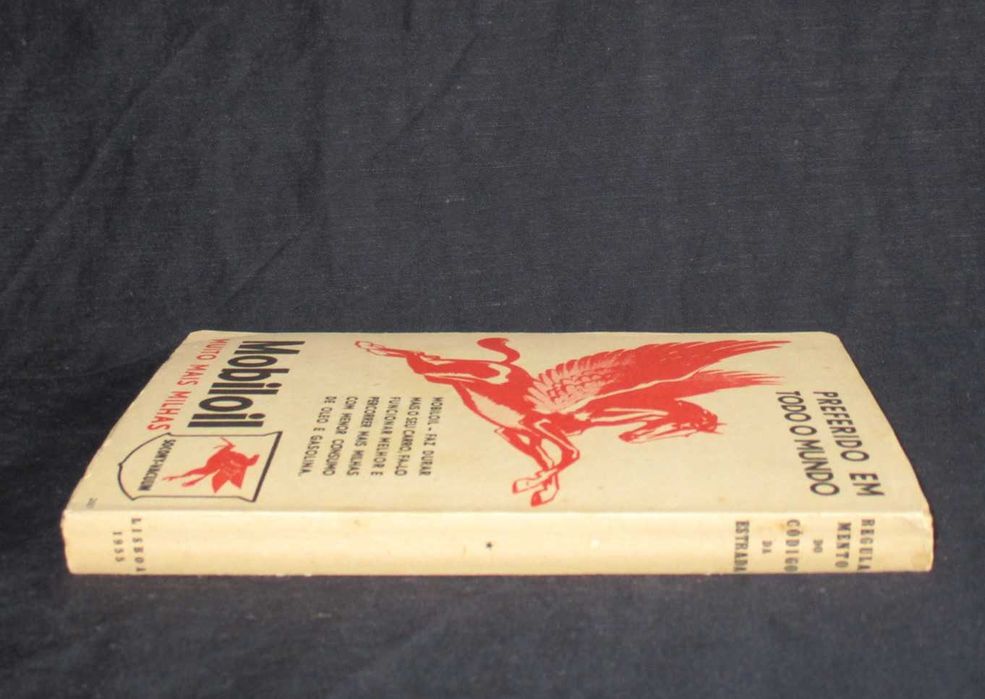 PREFERIDO EM
TODO O MUNDO
MOBILOIL - FAZ DURAR
MAIS O SEU CARRO, FÁ-LO
FUNCIONAR MELHOR E
PERCORRER MAIS MILHAS
COM MENOR CONSUMO
DE ÓLEO E GASOLINA.
Mobiloil
MUITO MAIS MILHAS
SOCONY-VACUUM
REGULA
MENTO
DO
CÓDIGO
DA
ESTRADA
LISBOA
1955